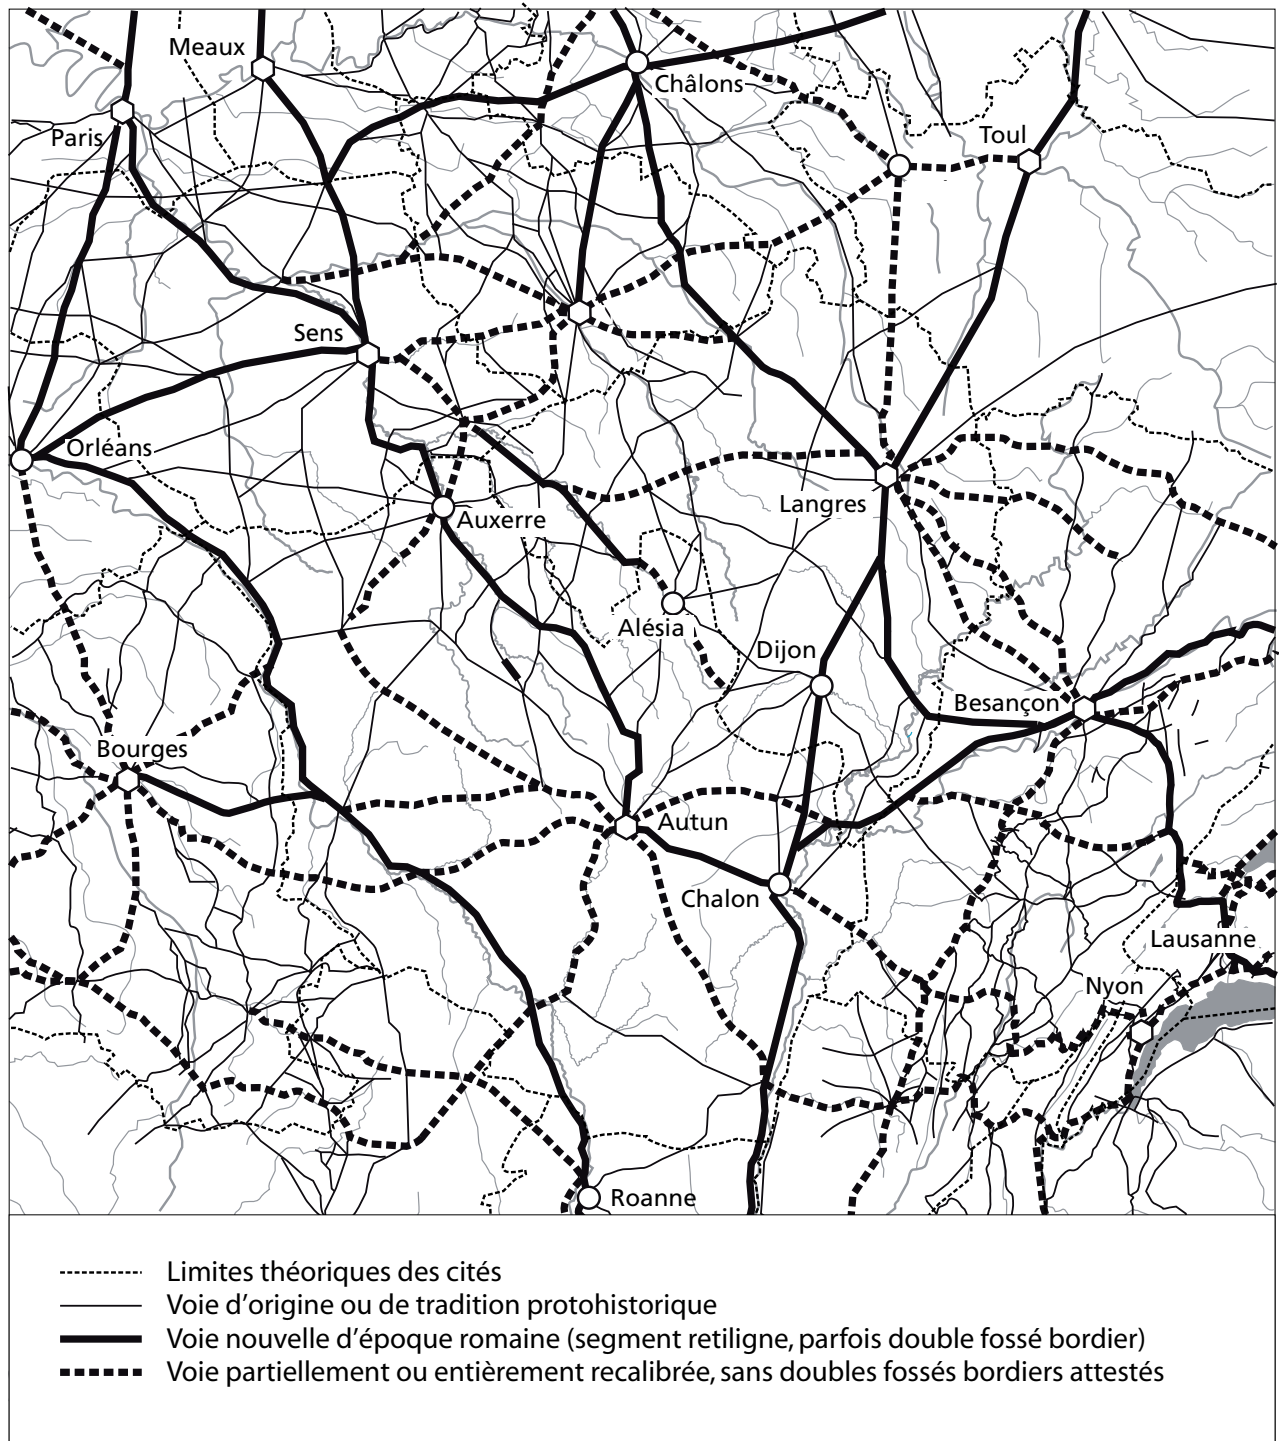 Meaux
Châlons
Paris
Toul
Sens
Orléans
Langres
Auxerre
Alésia
Dijon
Besançon
Bourges
Autun
Chalon
Lausanne
Nyon
Roanne
Limites théoriques des cités
Voie d'origine ou de tradition protohistorique
Voie nouvelle d'époque romaine (segment retiligne, parfois double fossé bordier)
Voie partiellement ou entièrement recalibrée, sans doubles fossés bordiers attestés